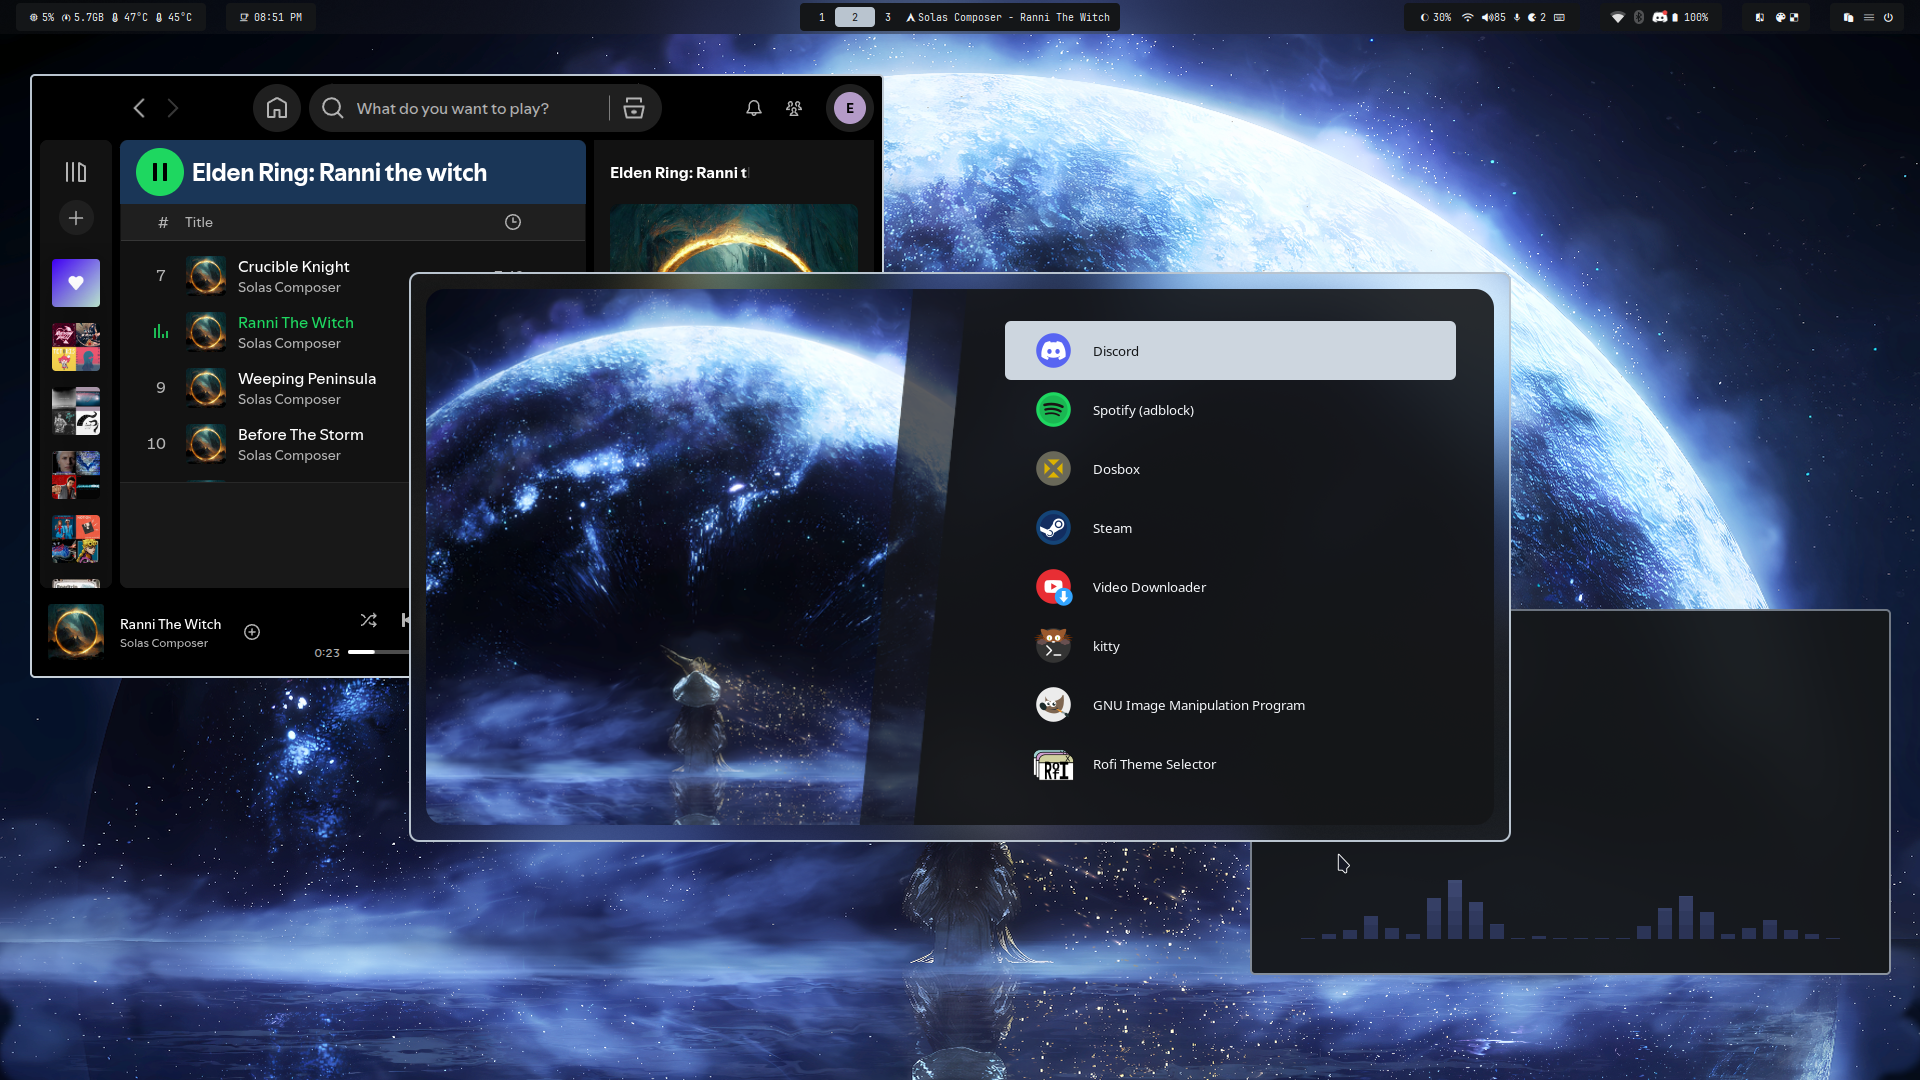 5% 5.7GB 47°C 45°C
08:51 PM
1 2 3 Solas Composer - Ranni The Witch
30% 85 2
100%
What do you want to play?
E
Elden Ring: Ranni the witch
# Title
7 Crucible Knight
Solas Composer
Ranni The Witch
Solas Composer
9 Weeping Peninsula
Solas Composer
10 Before The Storm
Solas Composer
Elden Ring: Ranni t
Ranni The Witch
Solas Composer
0:23
Discord
Spotify (adblock)
Dosbox
Steam
Video Downloader
kitty
GNU Image Manipulation Program
Rofi Theme Selector